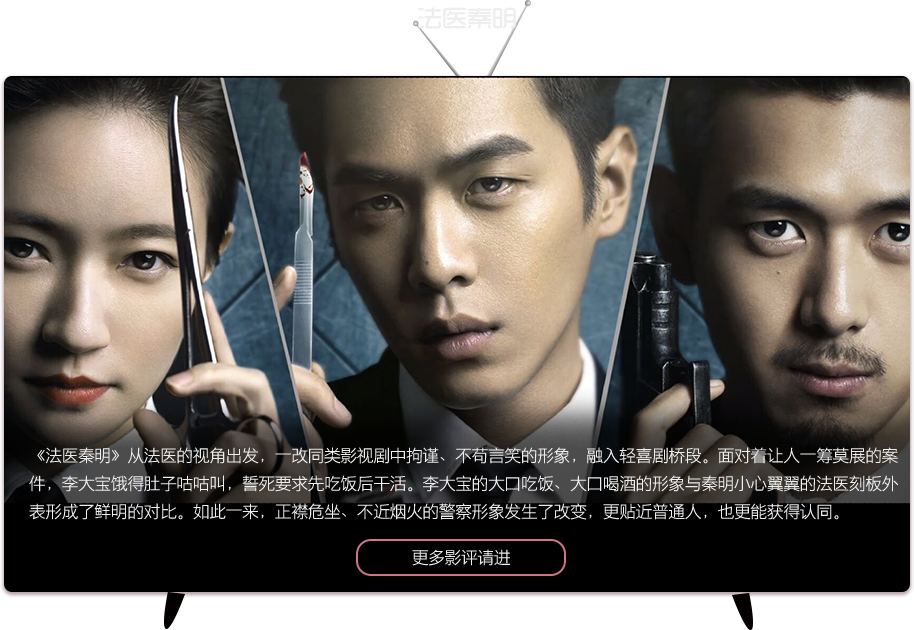 法医秦明
《法医秦明》从法医的视角出发，一改同类影视剧中拘谨、不苟言笑的形象，融入轻喜剧桥段。面对着让人一筹莫展的案
件，李大宝饿得肚子咕咕叫，誓死要求先吃饭后干活。李大宝的大口吃饭、大口喝酒的形象与秦明小心翼翼的法医刻板外
表形成了鲜明的对比。如此一来，正襟危坐、不近烟火的警察形象发生了改变，更贴近普通人，也更能获得认同。
更多影评请进